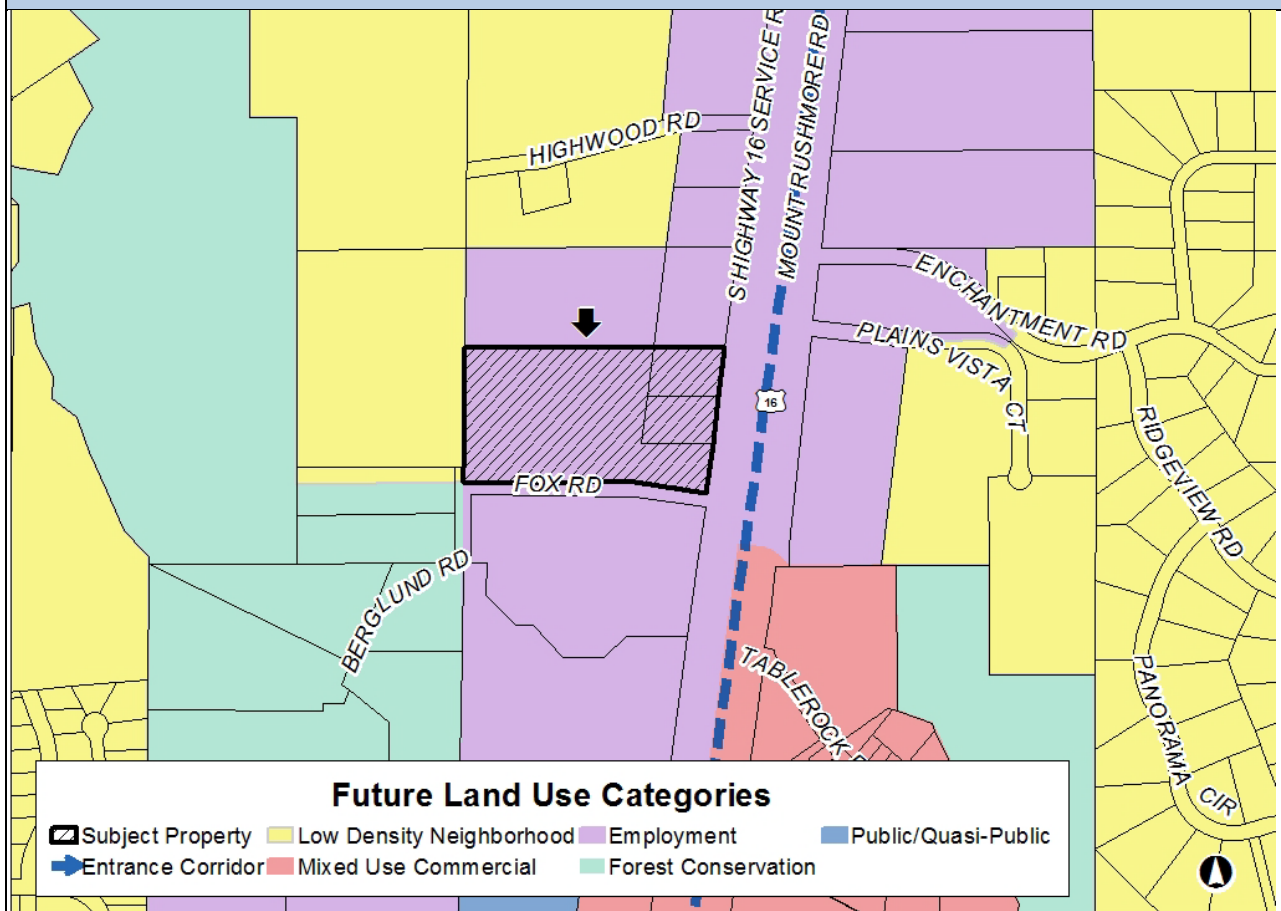 S HIGHWAY 16 SERVICE R
MOUNT RUSHMORE RD
HIGHWOOD RD
ENCHANTMENT RD
PLAINS VISTA CT
16
RIDGEVIEW RD
FOX RD
BERGLUND RD
TABLEROCK
PANORAMA CIR
Future Land Use Categories
Subject Property Low Density Neighborhood Employment Public/Quasi-Public
Entrance Corridor Mixed Use Commercial Forest Conservation